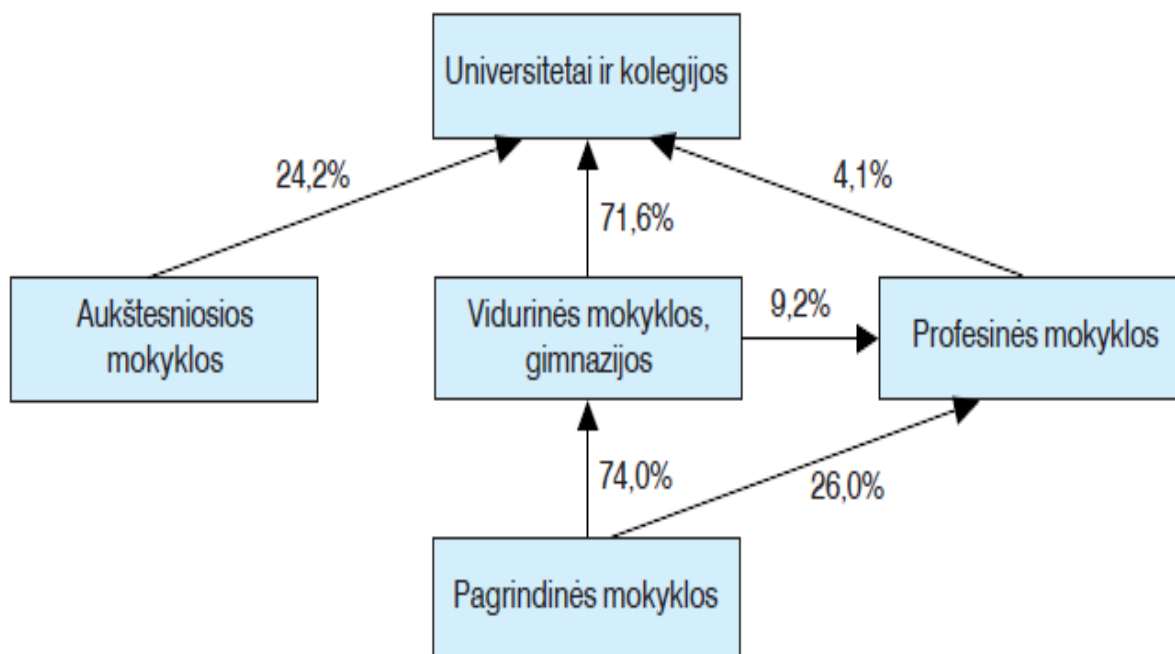 Universitetai ir kolegijos
24,2%
71,6%
4,1%
Aukštesniosios
mokyklos
Vidurinės mokyklos,
gimnazijos
9,2%
Profesinės mokyklos
74,0%
26,0%
Pagrindinės mokyklos